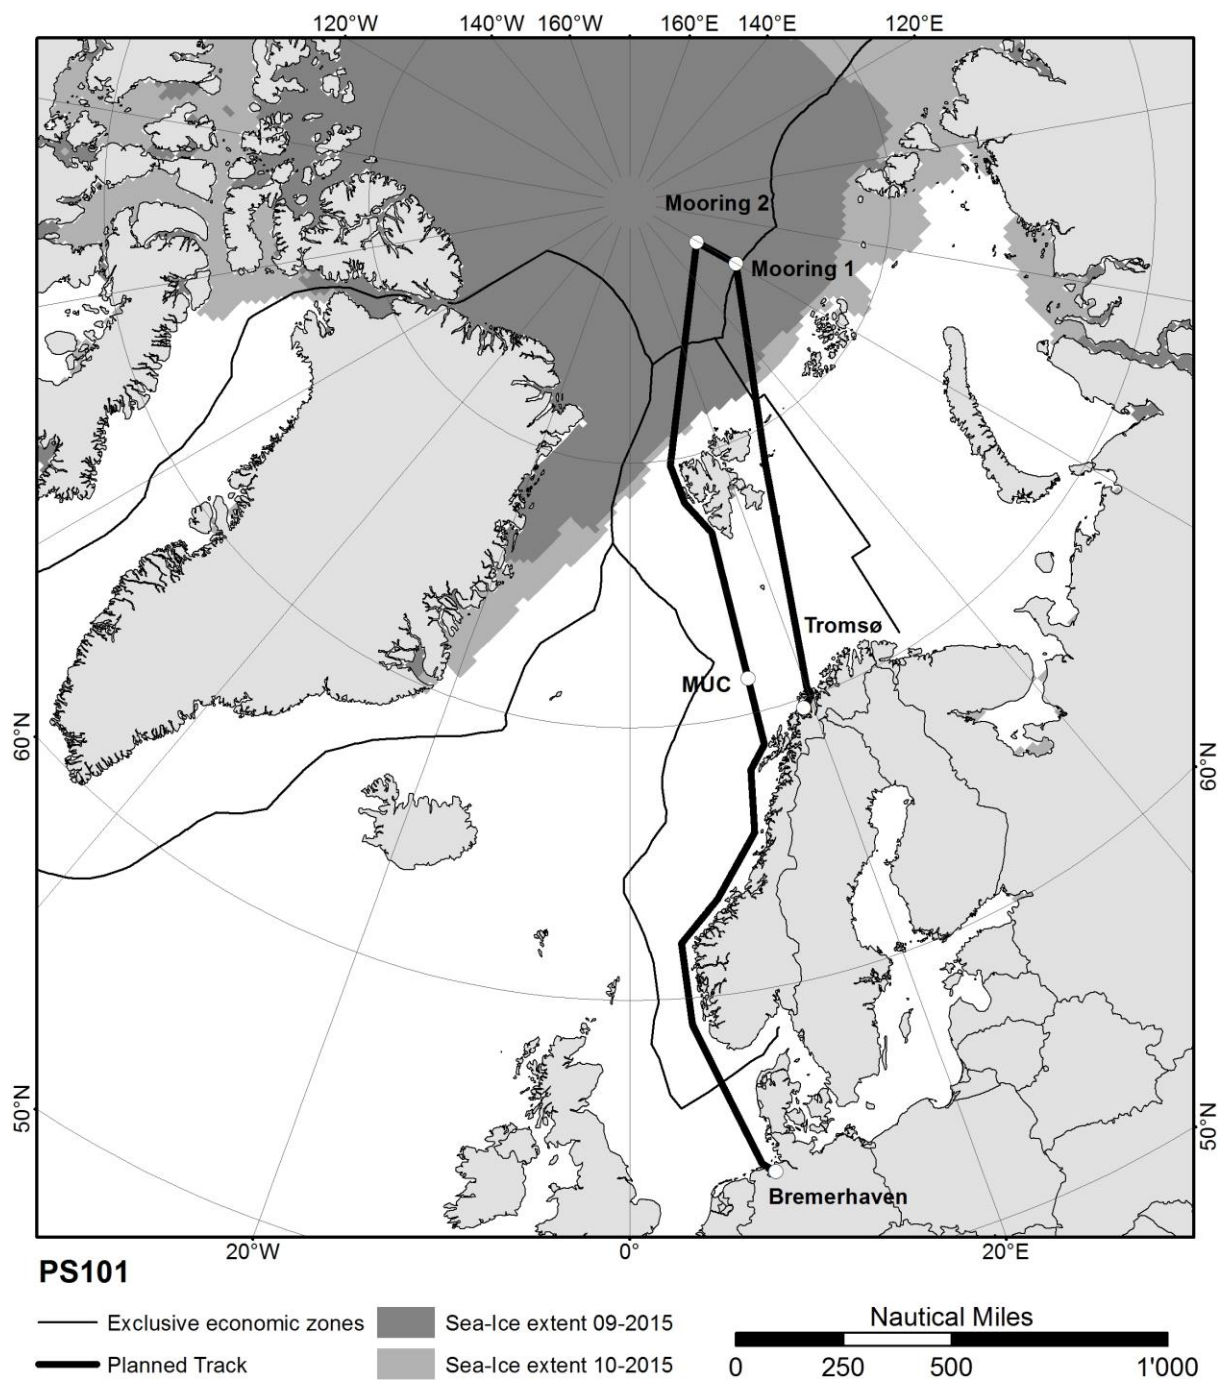 120°W 140°W 160°W 160°E 140°E 120°E
Mooring 2
Mooring 1
Tromsø
MUC
60°N 60°N
50°N 50°N
Bremerhaven
20°W 0° 20°E
PS101
Exclusive economic zones
Planned Track
Sea-Ice extent 09-2015
Sea-Ice extent 10-2015
Nautical Miles
0 250 500 1'000